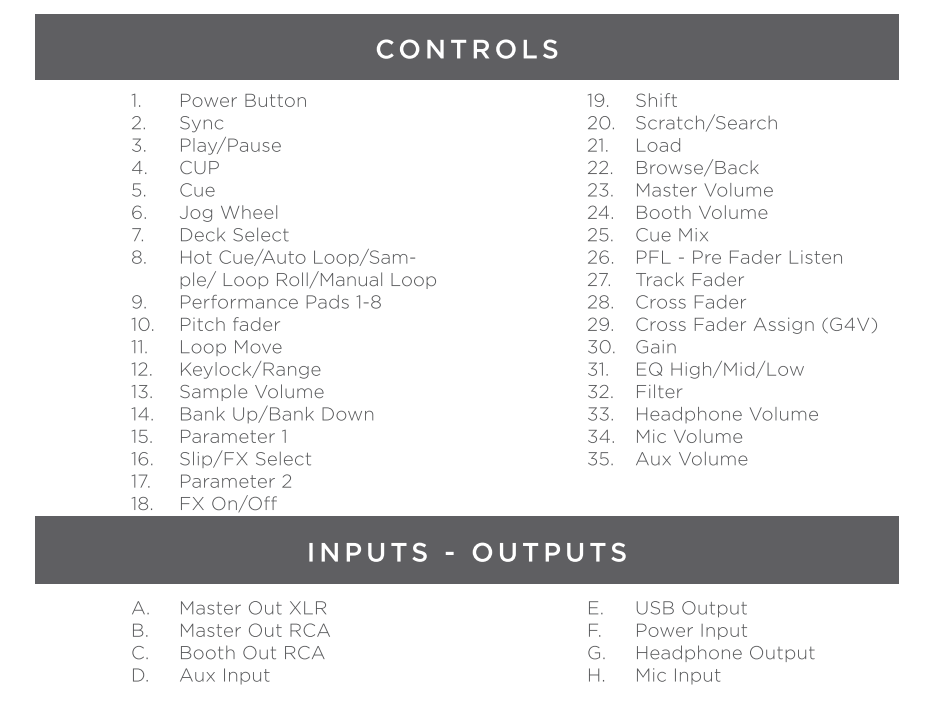 CONTROLS
1. Power Button
2. Sync
3. Play/Pause
4. CUP
5. Cue
6. Jog Wheel
7. Deck Select
8. Hot Cue/Auto Loop/Sam-
ple/ Loop Roll/Manual Loop
9. Performance Pads 1-8
10. Pitch fader
11. Loop Move
12. Keylock/Range
13. Sample Volume
14. Bank Up/Bank Down
15. Parameter 1
16. Slip/FX Select
17. Parameter 2
18. FX On/Off
19. Shift
20. Scratch/Search
21. Load
22. Browse/Back
23. Master Volume
24. Booth Volume
25. Cue Mix
26. PFL - Pre Fader Listen
27. Track Fader
28. Cross Fader
29. Cross Fader Assign (G4V)
30. Gain
31. EQ High/Mid/Low
32. Filter
33. Headphone Volume
34. Mic Volume
35. Aux Volume
INPUTS - OUTPUTS
A. Master Out XLR
B. Master Out RCA
C. Booth Out RCA
D. Aux Input
E. USB Output
F. Power Input
G. Headphone Output
H. Mic Input